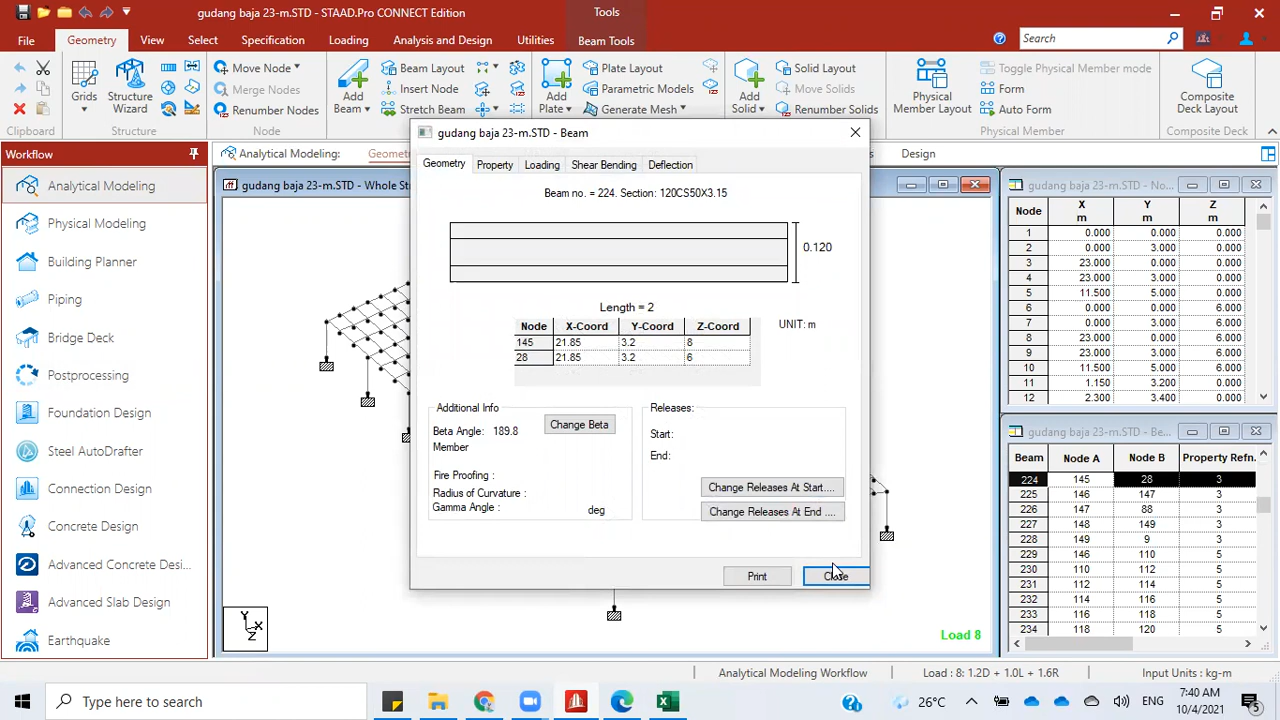 gudang baja 23-m.STD - STAAD.Pro CONNECT Edition
Tools
File Geometry View Select Specification Loading Analysis and Design Utilities Beam Tools
Search
Move Node
Merge Nodes
Renumber Nodes
Beam Layout
Insert Node
Stretch Beam
Plate Layout
Parametric Models
Generate Mesh
Solid Layout
Move Solids
Renumber Solids
Toggle Physical Member mode
Form
Auto Form
Grids
Structure Wizard
Add Beam
Add Plate
Add Solid
Physical Member Layout
Composite Deck Layout
Clipboard Structure Node Physical Member Composite Deck
Workflow
Analytical Modeling
Physical Modeling
Building Planner
Piping
Bridge Deck
Postprocessing
Foundation Design
Steel AutoDrafter
Connection Design
Concrete Design
Advanced Concrete Desi...
Advanced Slab Design
Earthquake
Analytical Modeling:
Design
gudang baja 23-m.STD - Whole St
gudang baja 23-m.STD - Beam
Geometry Property Loading Shear Bending Deflection
Beam no. = 224. Section: 120CS50X3.15
0.120
Length = 2
UNIT: m
Node X-Coord Y-Coord Z-Coord
145 21.85 3.2 8
28 21.85 3.2 6
Additional Info
Beta Angle: 189.8
Change Beta
Member
Fire Proofing :
Radius of Curvature :
Gamma Angle : deg
Releases:
Start:
End:
Change Releases At Start....
Change Releases At End ....
Print Close
Y X Z
Load 8
gudang baja 23-m.STD - No...
Node X m Y m Z m
1 0.000 0.000 0.000
2 0.000 3.000 0.000
3 23.000 3.000 0.000
4 23.000 0.000 0.000
5 11.500 5.000 0.000
6 0.000 0.000 6.000
7 0.000 3.000 6.000
8 23.000 0.000 6.000
9 23.000 3.000 6.000
10 11.500 5.000 6.000
11 1.150 3.200 0.000
12 2.300 3.400 0.000
gudang baja 23-m.STD - Be...
Beam Node A Node B Property Refn.
224 145 28 3
225 146 147 3
226 147 88 3
227 148 149 3
228 149 9 3
229 146 110 5
230 110 112 5
231 112 114 5
232 114 116 5
233 116 118 5
234 118 120 5
Analytical Modeling Workflow Load : 8: 1.2D + 1.0L + 1.6R Input Units : kg-m
Type here to search
26°C
ENG
7:40 AM
10/4/2021
5